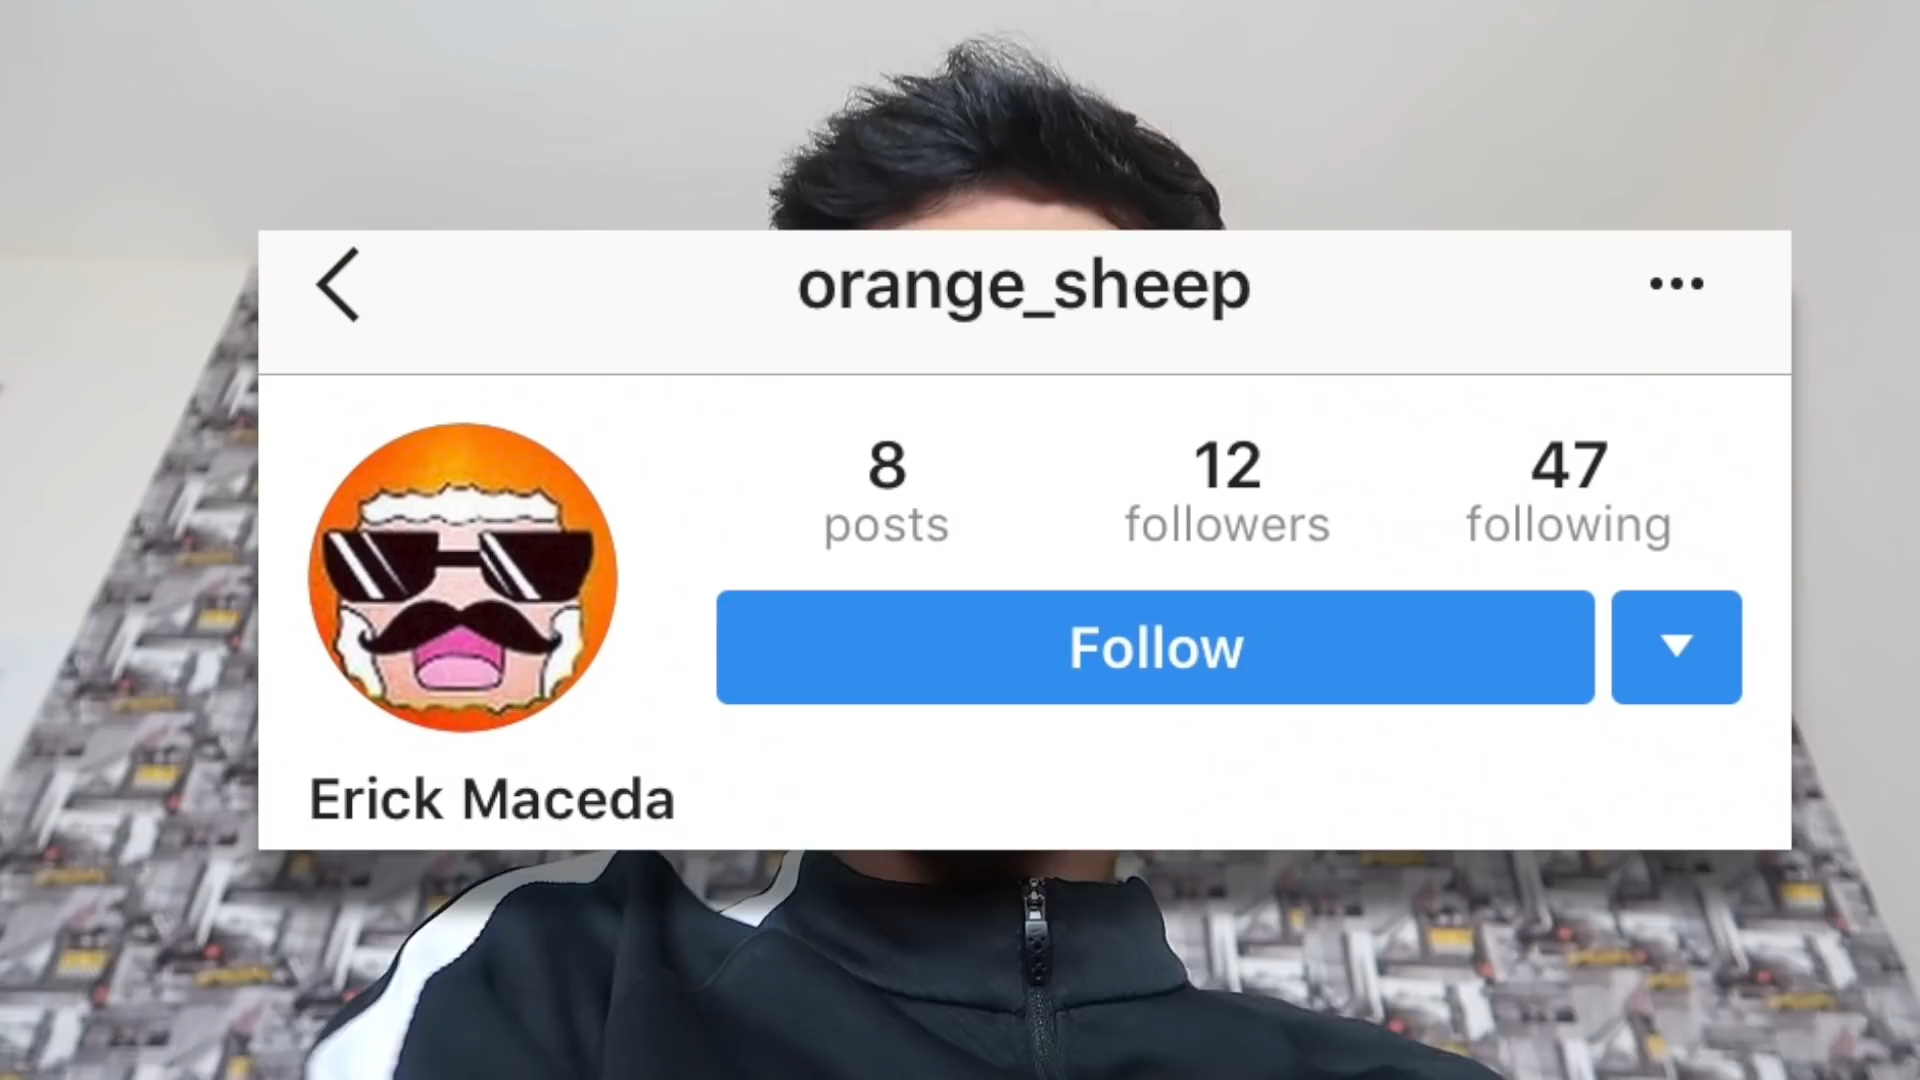 orange_sheep
8 12 47
posts followers following
Follow
Erick Maceda